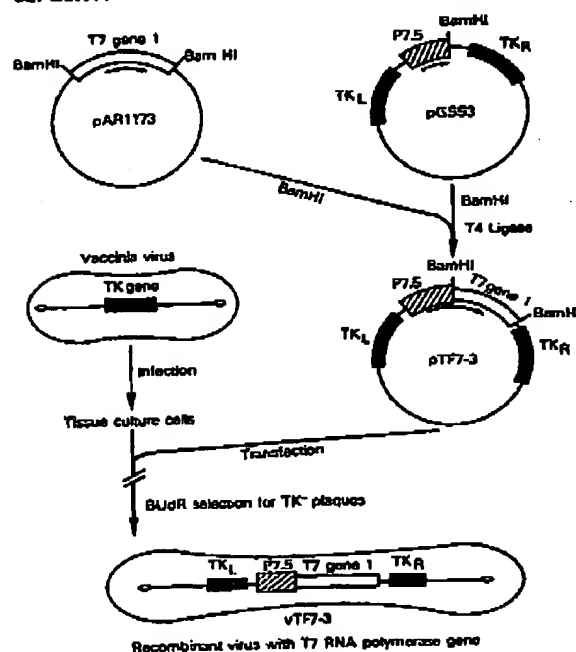 T7 gene 1
BamHI
Bam HI
pAR1173
BamHI
P7.5
TKR
TKL
pGS53
BamHI
BamHI
T4 Ligase
BamHI
P7.5
T7 gene 1
BamHI
TKL
TKR
pTF7-3
Vaccinia virus
TK gene
Infection
Tissue culture cells
Transfection
BUdR selection for TK⁻ plaques
TKL
P7.5
T7 gene 1
TKR
vTF7-3
Recombinant virus with T7 RNA polymerase gene